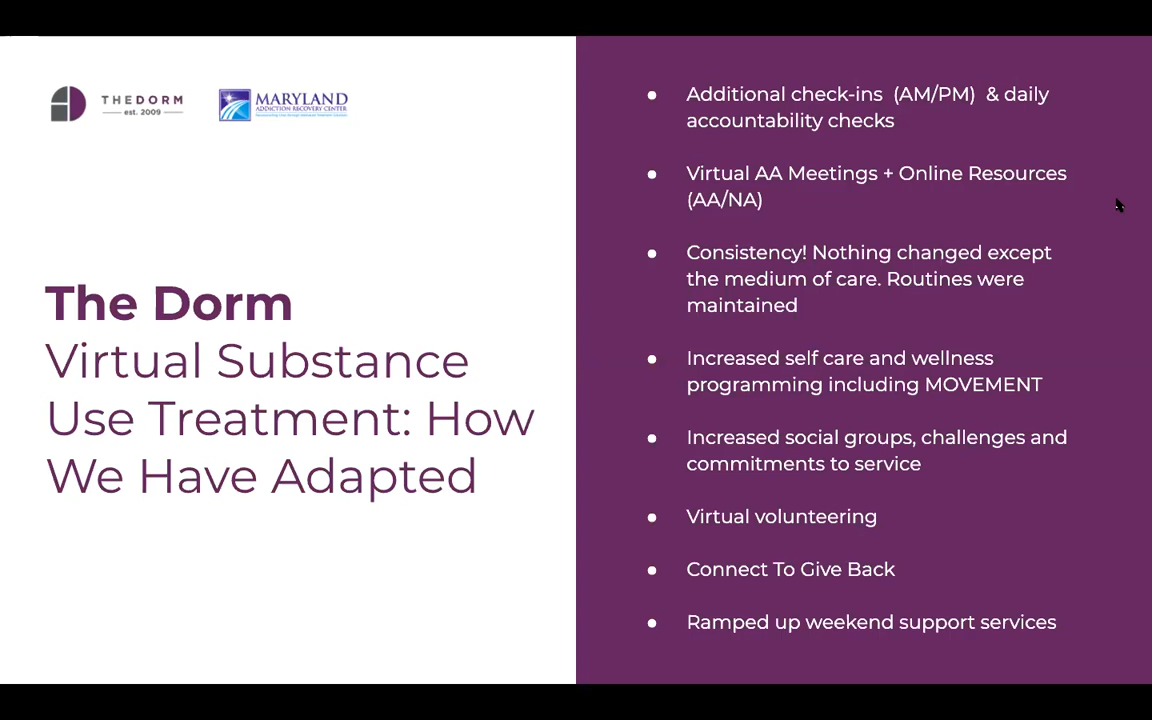 THEDORM
est. 2009
MARYLAND
ADDICTION RECOVERY CENTER
The Dorm
Virtual Substance
Use Treatment: How
We Have Adapted
● Additional check-ins (AM/PM) & daily
accountability checks
● Virtual AA Meetings + Online Resources
(AA/NA)
● Consistency! Nothing changed except
the medium of care. Routines were
maintained
● Increased self care and wellness
programming including MOVEMENT
● Increased social groups, challenges and
commitments to service
● Virtual volunteering
● Connect To Give Back
● Ramped up weekend support services